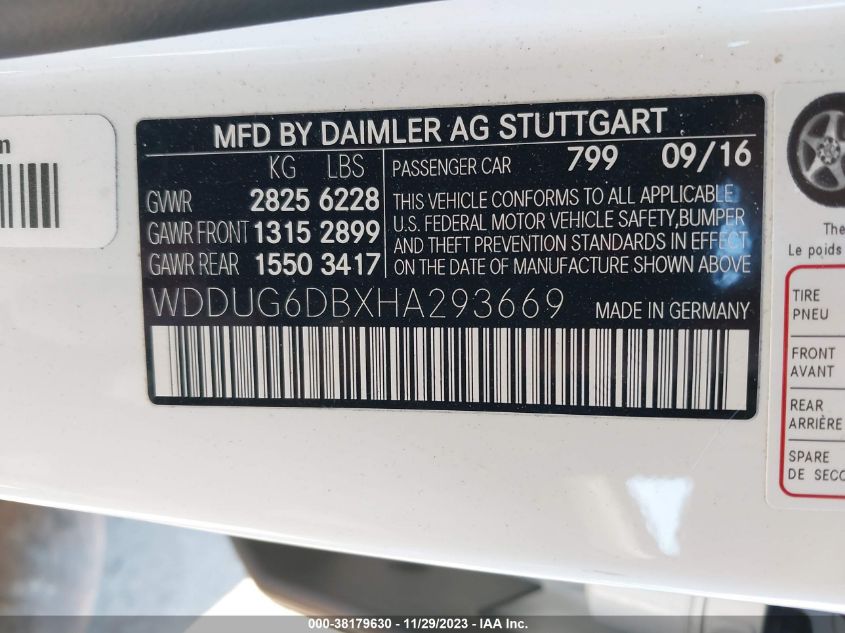 n
MFD BY DAIMLER AG STUTTGART
KG LBS
GVWR 2825 6228
GAWR FRONT 1315 2899
GAWR REAR 1550 3417
PASSENGER CAR 799 09/16
THIS VEHICLE CONFORMS TO ALL APPLICABLE
U.S. FEDERAL MOTOR VEHICLE SAFETY,BUMPER
AND THEFT PREVENTION STANDARDS IN EFFECT
ON THE DATE OF MANUFACTURE SHOWN ABOVE
WDDUG6DBXHA293669 MADE IN GERMANY
The
Le poids
TIRE
PNEU
FRONT
AVANT
REAR
ARRIÈRE
SPARE
DE SECO
000-38179630 - 11/29/2023 - IAA Inc.